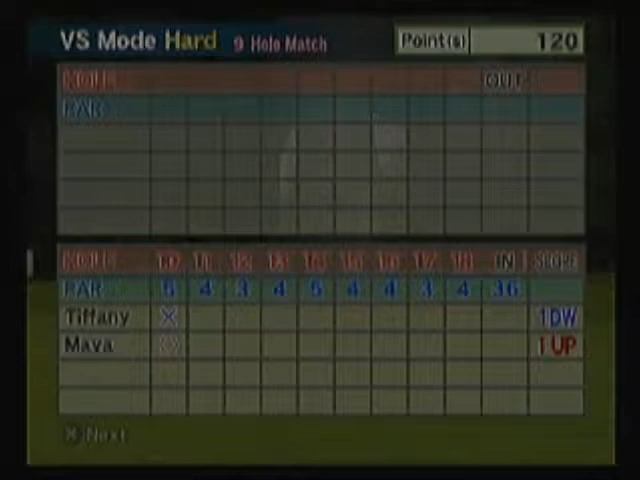 VS Mode Hard 9 Hole Match Point(s) 120
HOLE OUT
PAR
HOLE 10 11 12 13 14 15 16 17 18 IN Score
PAR 5 4 3 4 5 4 4 3 4 36
Tiffany × 1DW
Maya ○ 1UP
× Next